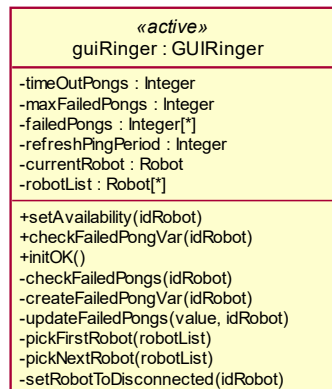 «active»
guiRinger : GUIRinger
-timeOutPongs : Integer
-maxFailedPongs : Integer
-failedPongs : Integer[*]
-refreshPingPeriod : Integer
-currentRobot : Robot
-robotList : Robot[*]
+setAvailability(idRobot)
+checkFailedPongVar(idRobot)
+initOK()
-checkFailedPongs(idRobot)
-createFailedPongVar(idRobot)
-updateFailedPongs(value, idRobot)
-pickFirstRobot(robotList)
-pickNextRobot(robotList)
-setRobotToDisconnected(idRobot)